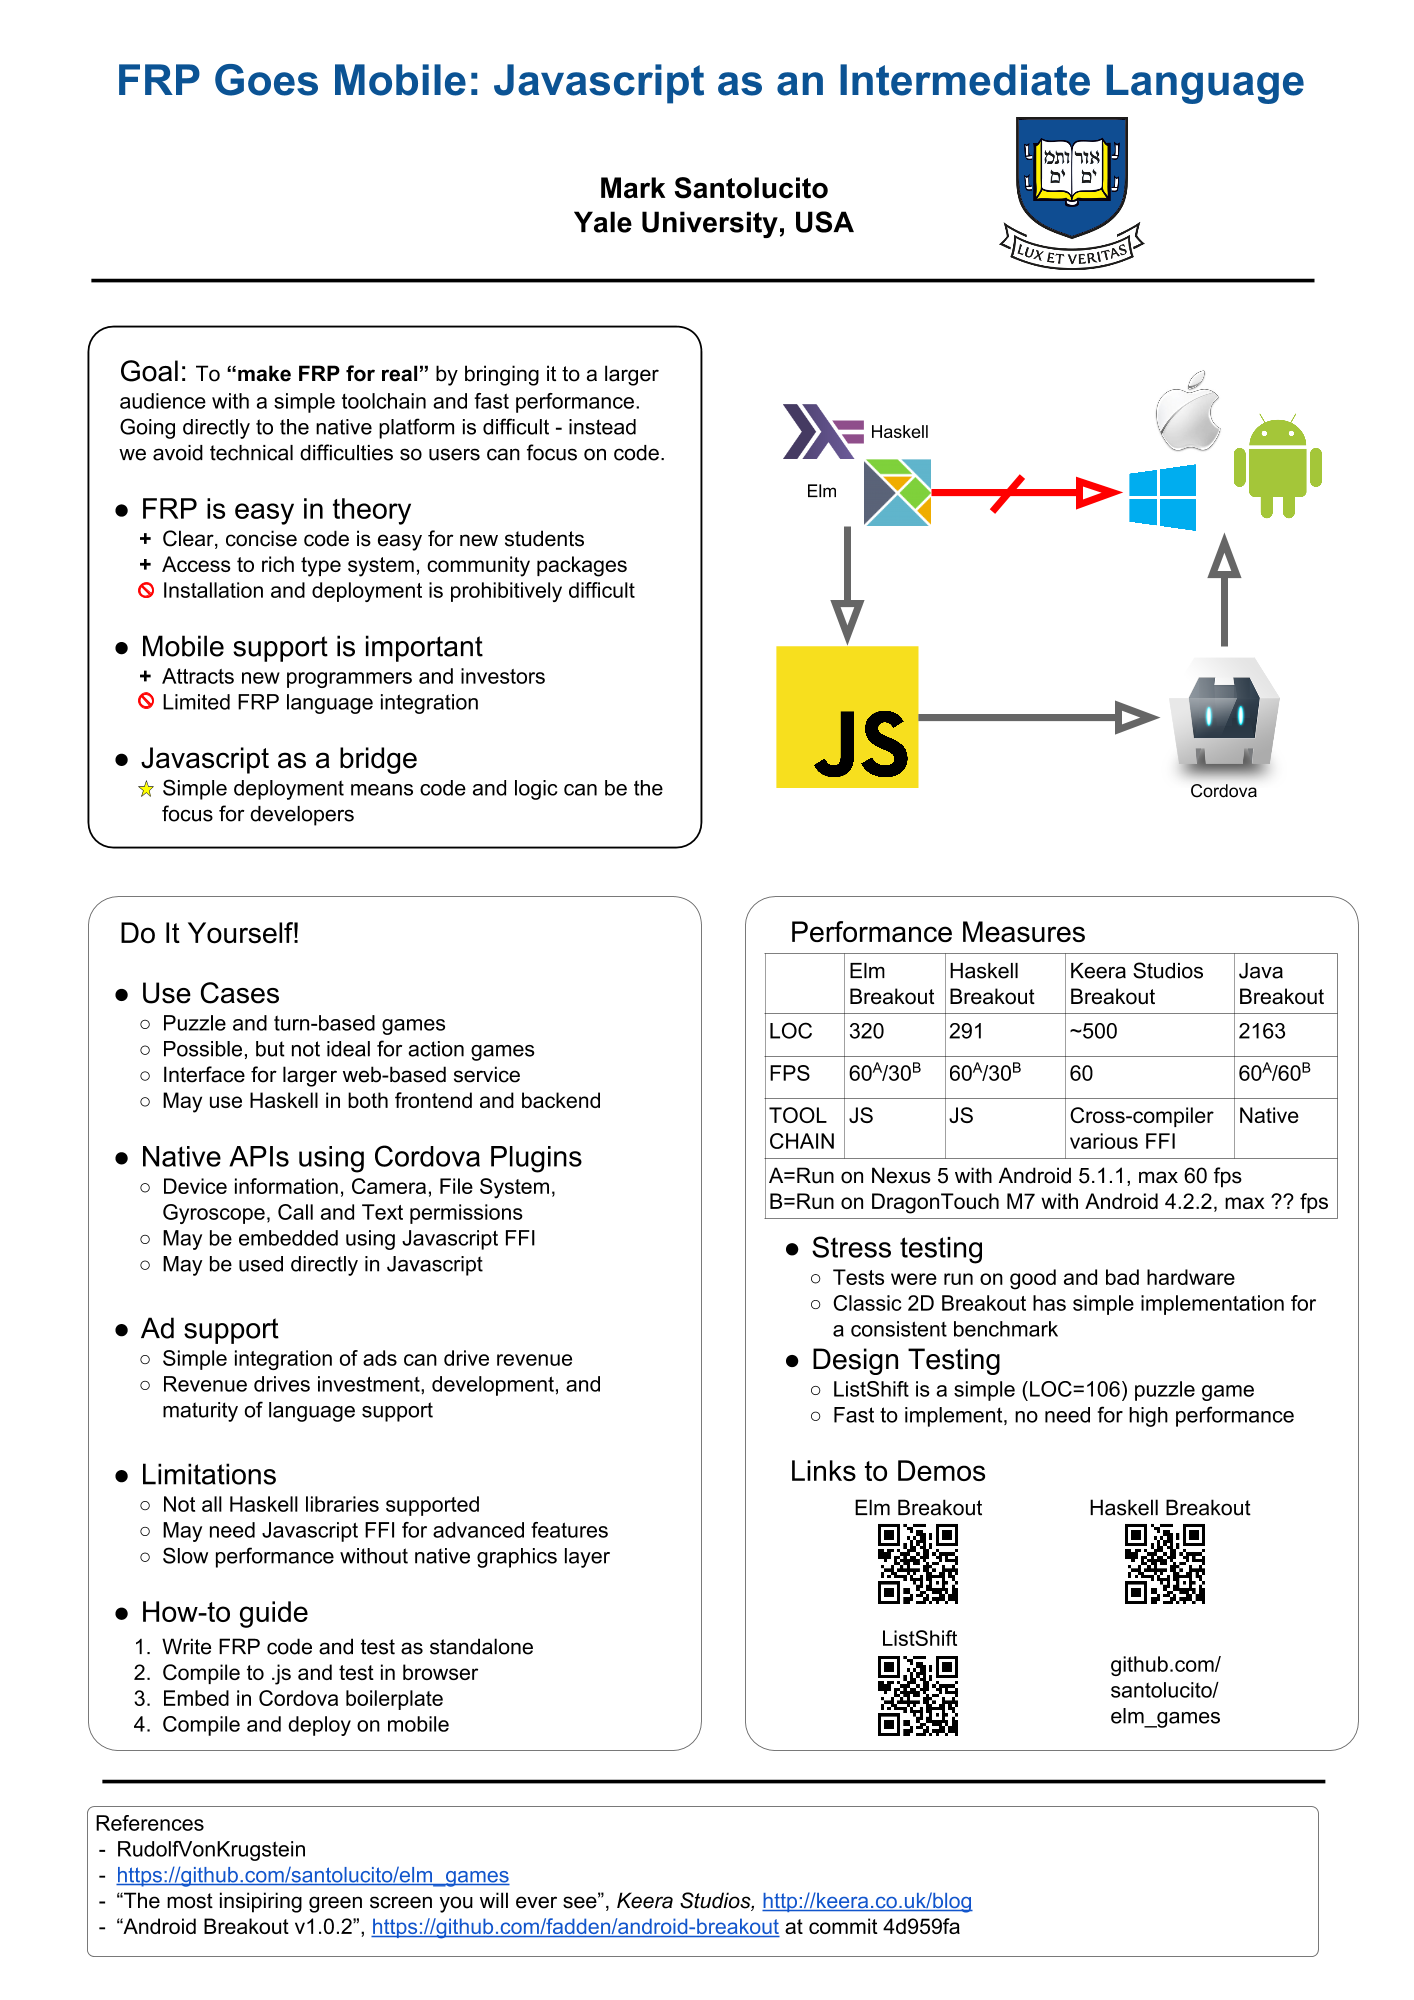 FRP Goes Mobile: Javascript as an Intermediate Language
Mark Santolucito
Yale University, USA
אורים
ותמים
LUX ET VERITAS
Goal: To “make FRP for real” by bringing it to a larger
audience with a simple toolchain and fast performance.
Going directly to the native platform is difficult - instead
we avoid technical difficulties so users can focus on code.
● FRP is easy in theory
+ Clear, concise code is easy for new students
+ Access to rich type system, community packages
Installation and deployment is prohibitively difficult
● Mobile support is important
+ Attracts new programmers and investors
Limited FRP language integration
● Javascript as a bridge
Simple deployment means code and logic can be the
focus for developers
Haskell
Elm
JS
Cordova
Do It Yourself!
● Use Cases
○ Puzzle and turn-based games
○ Possible, but not ideal for action games
○ Interface for larger web-based service
○ May use Haskell in both frontend and backend
● Native APIs using Cordova Plugins
○ Device information, Camera, File System,
Gyroscope, Call and Text permissions
○ May be embedded using Javascript FFI
○ May be used directly in Javascript
● Ad support
○ Simple integration of ads can drive revenue
○ Revenue drives investment, development, and
maturity of language support
● Limitations
○ Not all Haskell libraries supported
○ May need Javascript FFI for advanced features
○ Slow performance without native graphics layer
● How-to guide
1. Write FRP code and test as standalone
2. Compile to .js and test in browser
3. Embed in Cordova boilerplate
4. Compile and deploy on mobile
Performance Measures
Elm Breakout Haskell Breakout Keera Studios Breakout Java Breakout
LOC 320 291 ~500 2163
FPS 60A/30B 60A/30B 60 60A/60B
TOOL CHAIN JS JS Cross-compiler various FFI Native
A=Run on Nexus 5 with Android 5.1.1, max 60 fps
B=Run on DragonTouch M7 with Android 4.2.2, max ?? fps
● Stress testing
○ Tests were run on good and bad hardware
○ Classic 2D Breakout has simple implementation for
a consistent benchmark
● Design Testing
○ ListShift is a simple (LOC=106) puzzle game
○ Fast to implement, no need for high performance
Links to Demos
Elm Breakout Haskell Breakout
ListShift
github.com/
santolucito/
elm_games
References
- RudolfVonKrugstein
- https://github.com/santolucito/elm_games
- “The most insipiring green screen you will ever see”, Keera Studios, http://keera.co.uk/blog
- “Android Breakout v1.0.2”, https://github.com/fadden/android-breakout at commit 4d959fa